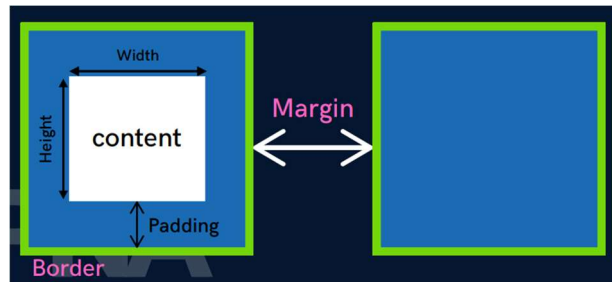 Width
Height
content
Margin
Padding
Border